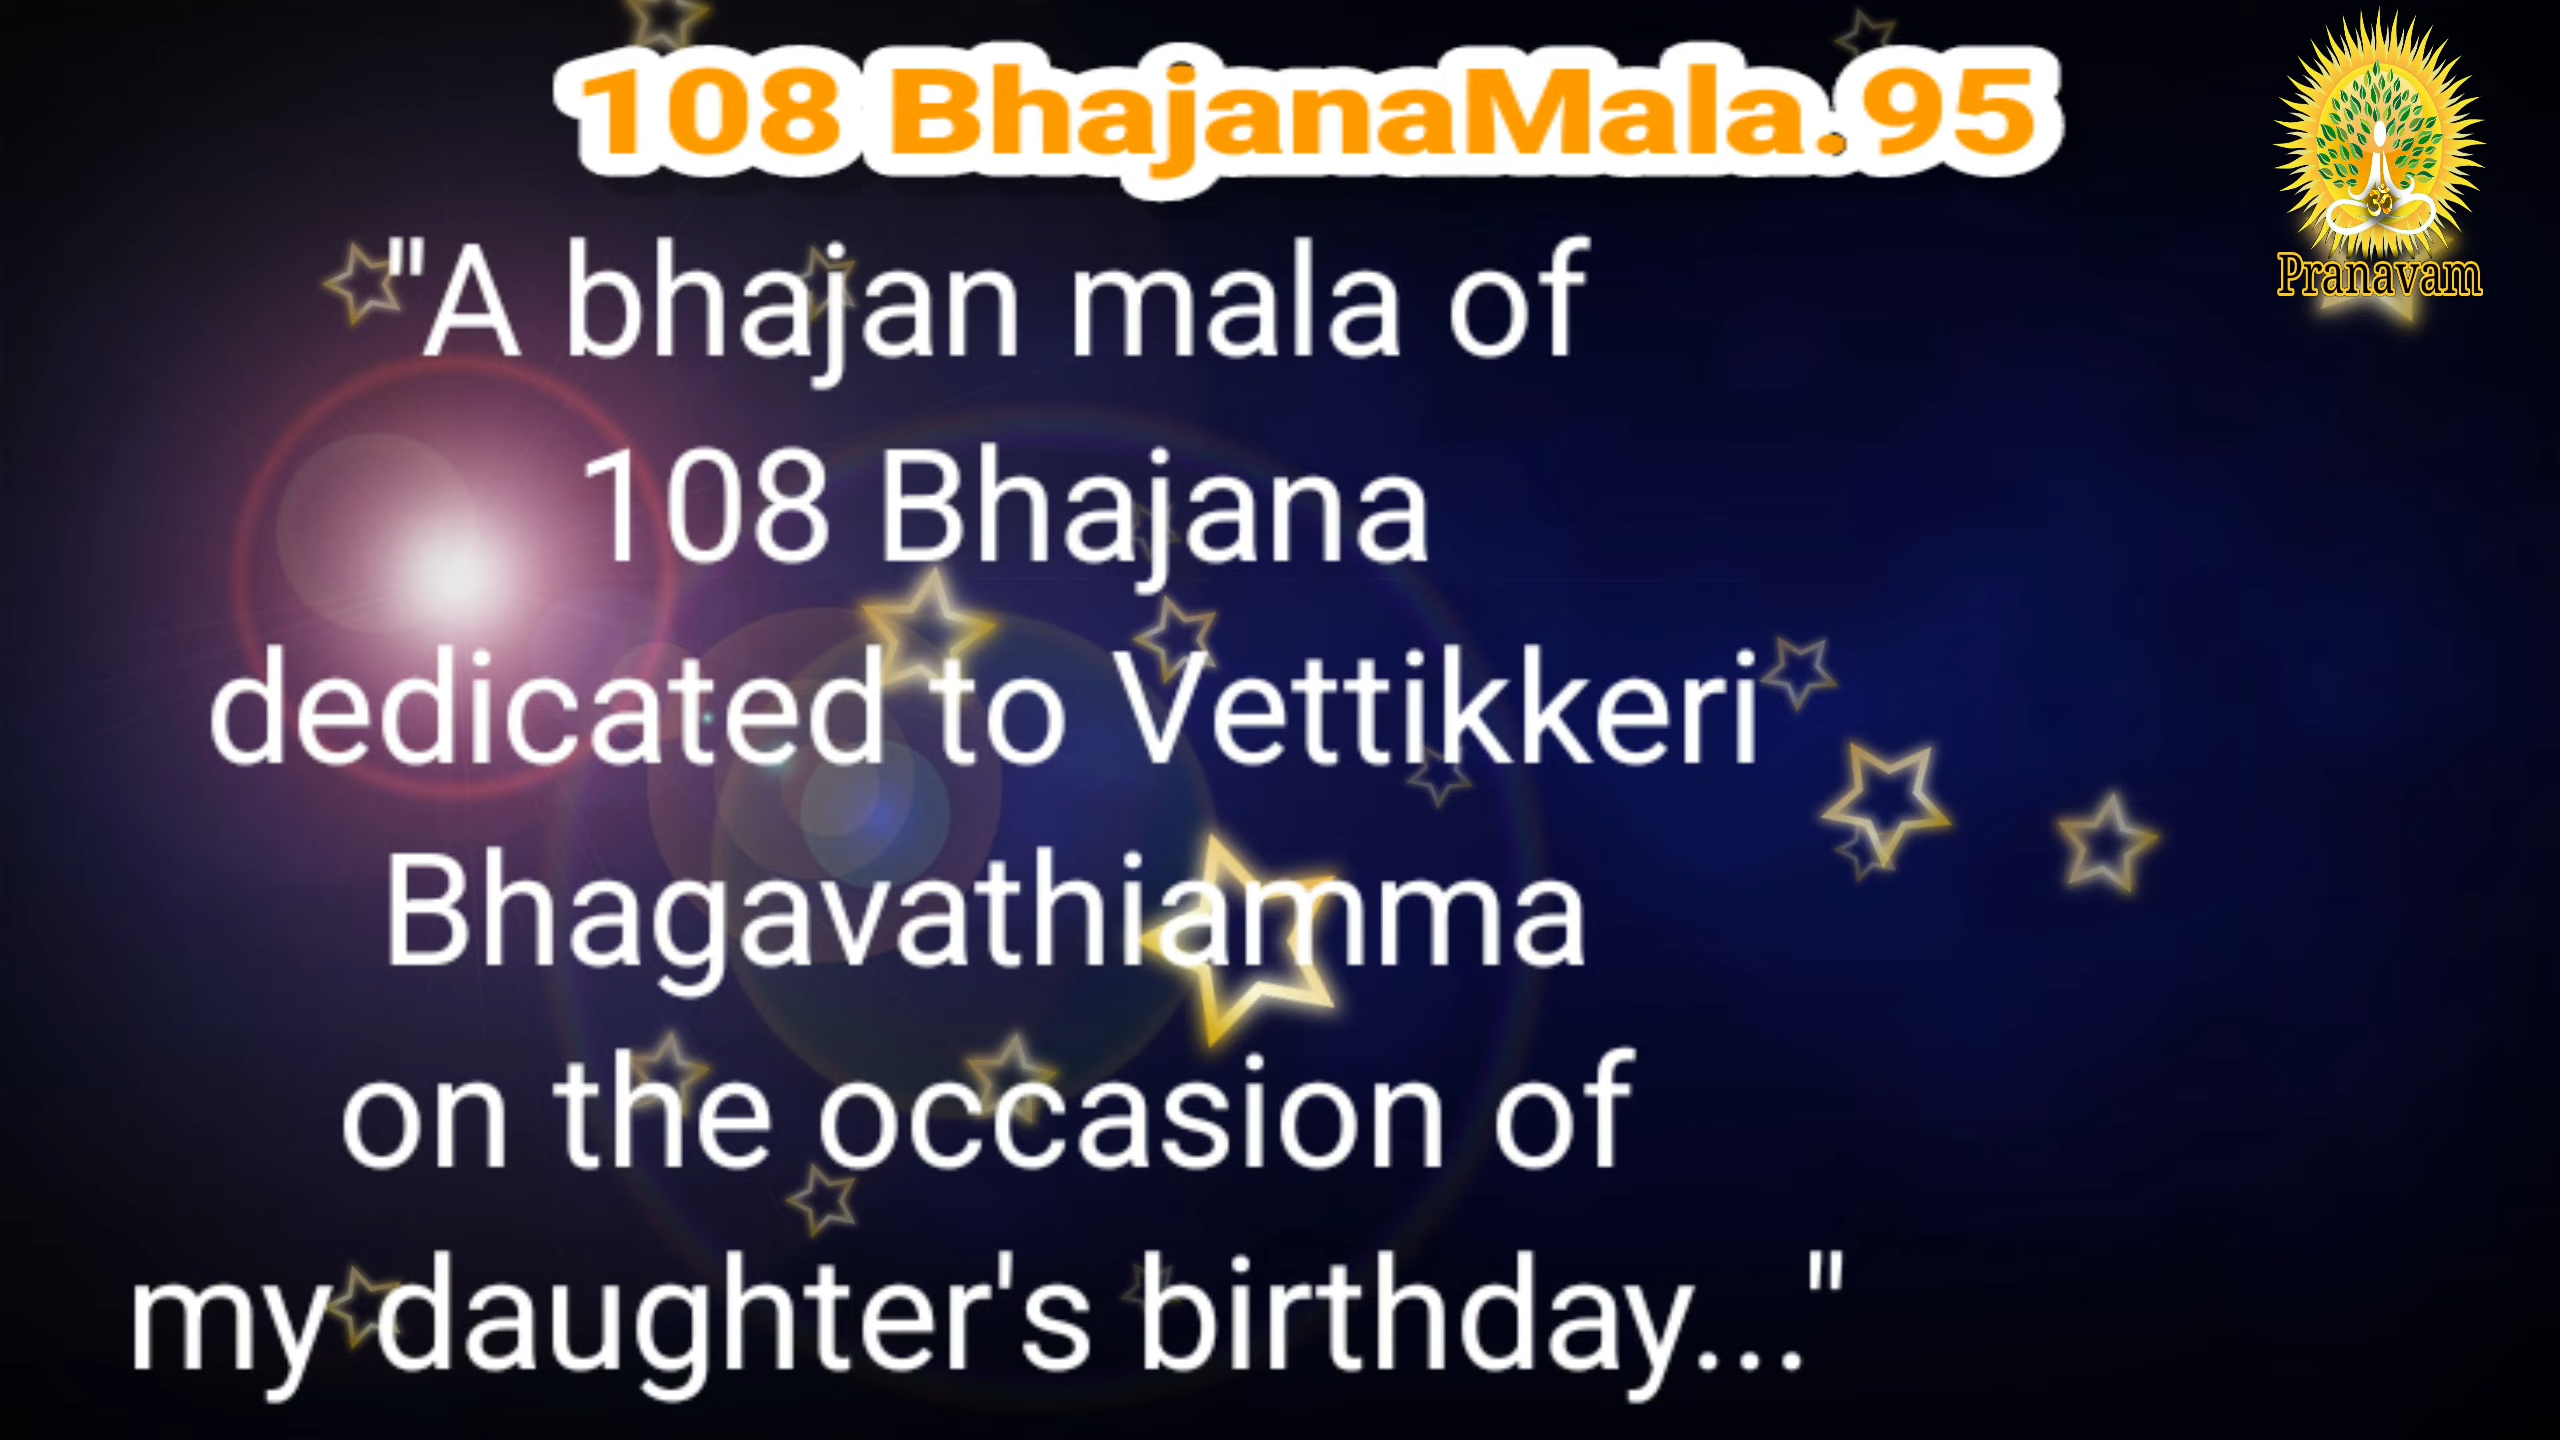 108 BhajanaMala.95
"A bhajan mala of
108 Bhajana
dedicated to Vettikkeri
Bhagavathiamma
on the occasion of
my daughter's birthday..."
ॐ
Pranavam